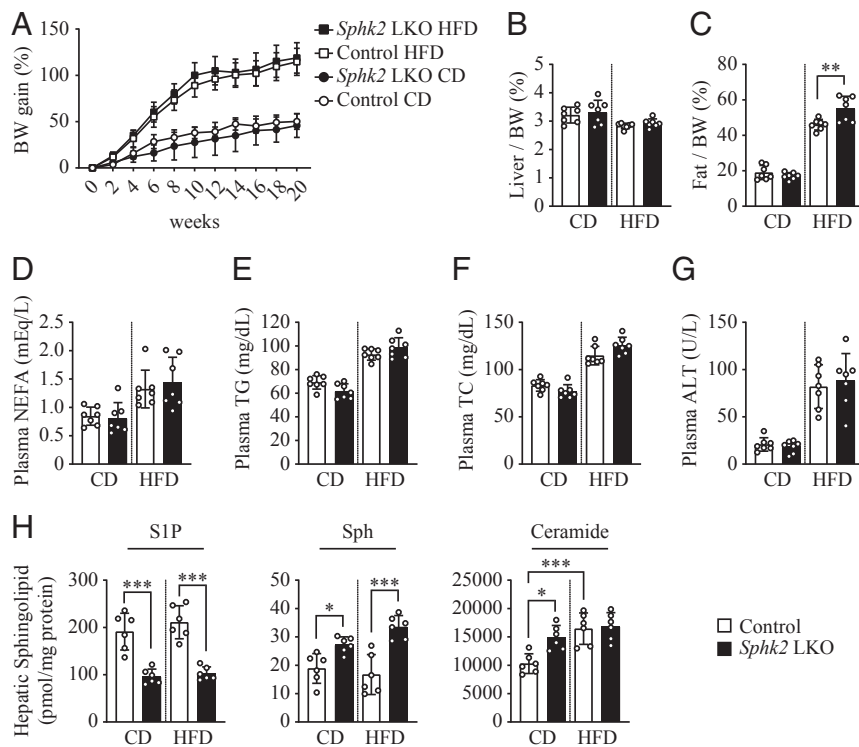 A
BW gain (%)
150
100
50
0
0 2 4 6 8 10 12 14 16 18 20
weeks
Sphk2 LKO HFD
Control HFD
Sphk2 LKO CD
Control CD
B
Liver / BW (%)
5
4
3
2
1
0
CD HFD
C
Fat / BW (%)
80
60
40
20
0
**
CD HFD
D
Plasma NEFA (mEq/L)
2.5
2.0
1.5
1.0
0.5
0
CD HFD
E
Plasma TG (mg/dL)
120
100
80
60
40
20
0
CD HFD
F
Plasma TC (mg/dL)
200
150
100
50
0
CD HFD
G
Plasma ALT (U/L)
150
100
50
0
CD HFD
H
Hepatic Sphingolipid
(pmol/mg protein)
S1P
300
200
100
0
*** ***
CD HFD
Sph
50
40
30
20
10
0
* ***
CD HFD
Ceramide
25000
20000
15000
10000
5000
0
***
*
CD HFD
Control
Sphk2 LKO